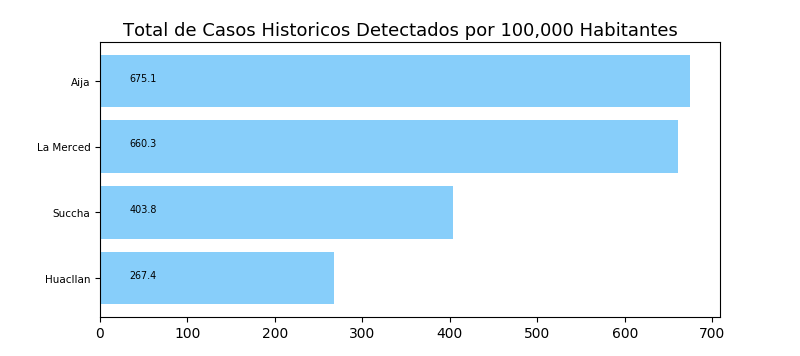 Total de Casos Historicos Detectados por 100,000 Habitantes
Aija 675.1
La Merced 660.3
Succha 403.8
Huacllan 267.4
0 100 200 300 400 500 600 700